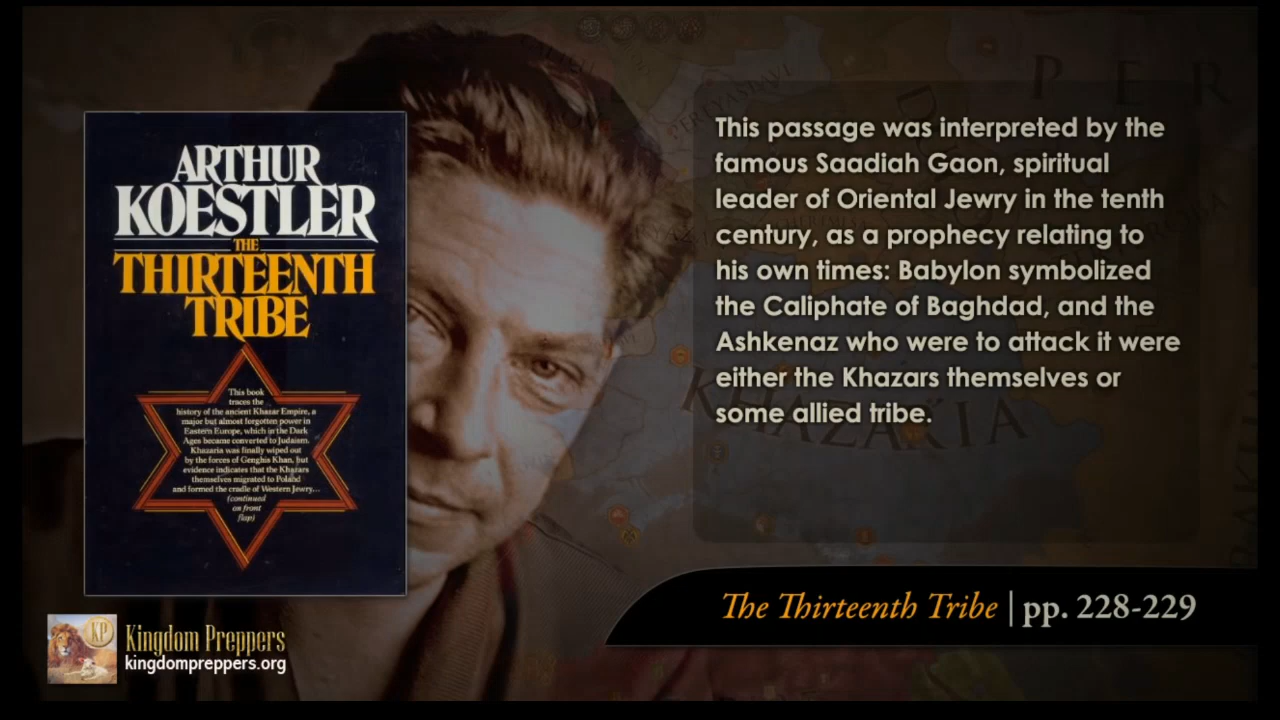 ARTHUR
KOESTLER
THE
THIRTEENTH
TRIBE
This book
traces the
history of the ancient Khazar Empire, a
major but almost forgotten power in
Eastern Europe, which in the Dark
Ages became converted to Judaism.
Khazaria was finally wiped out
by the forces of Genghis Khan, but
evidence indicates that the Khazars
themselves migrated to Poland
and formed the cradle of Western Jewry...
(continued
on front
flap)
This passage was interpreted by the
famous Saadiah Gaon, spiritual
leader of Oriental Jewry in the tenth
century, as a prophecy relating to
his own times: Babylon symbolized
the Caliphate of Baghdad, and the
Ashkenaz who were to attack it were
either the Khazars themselves or
some allied tribe.
PER
KHAZARIA
The Thirteenth Tribe | pp. 228-229
KP
Kingdom Preppers
kingdompreppers.org